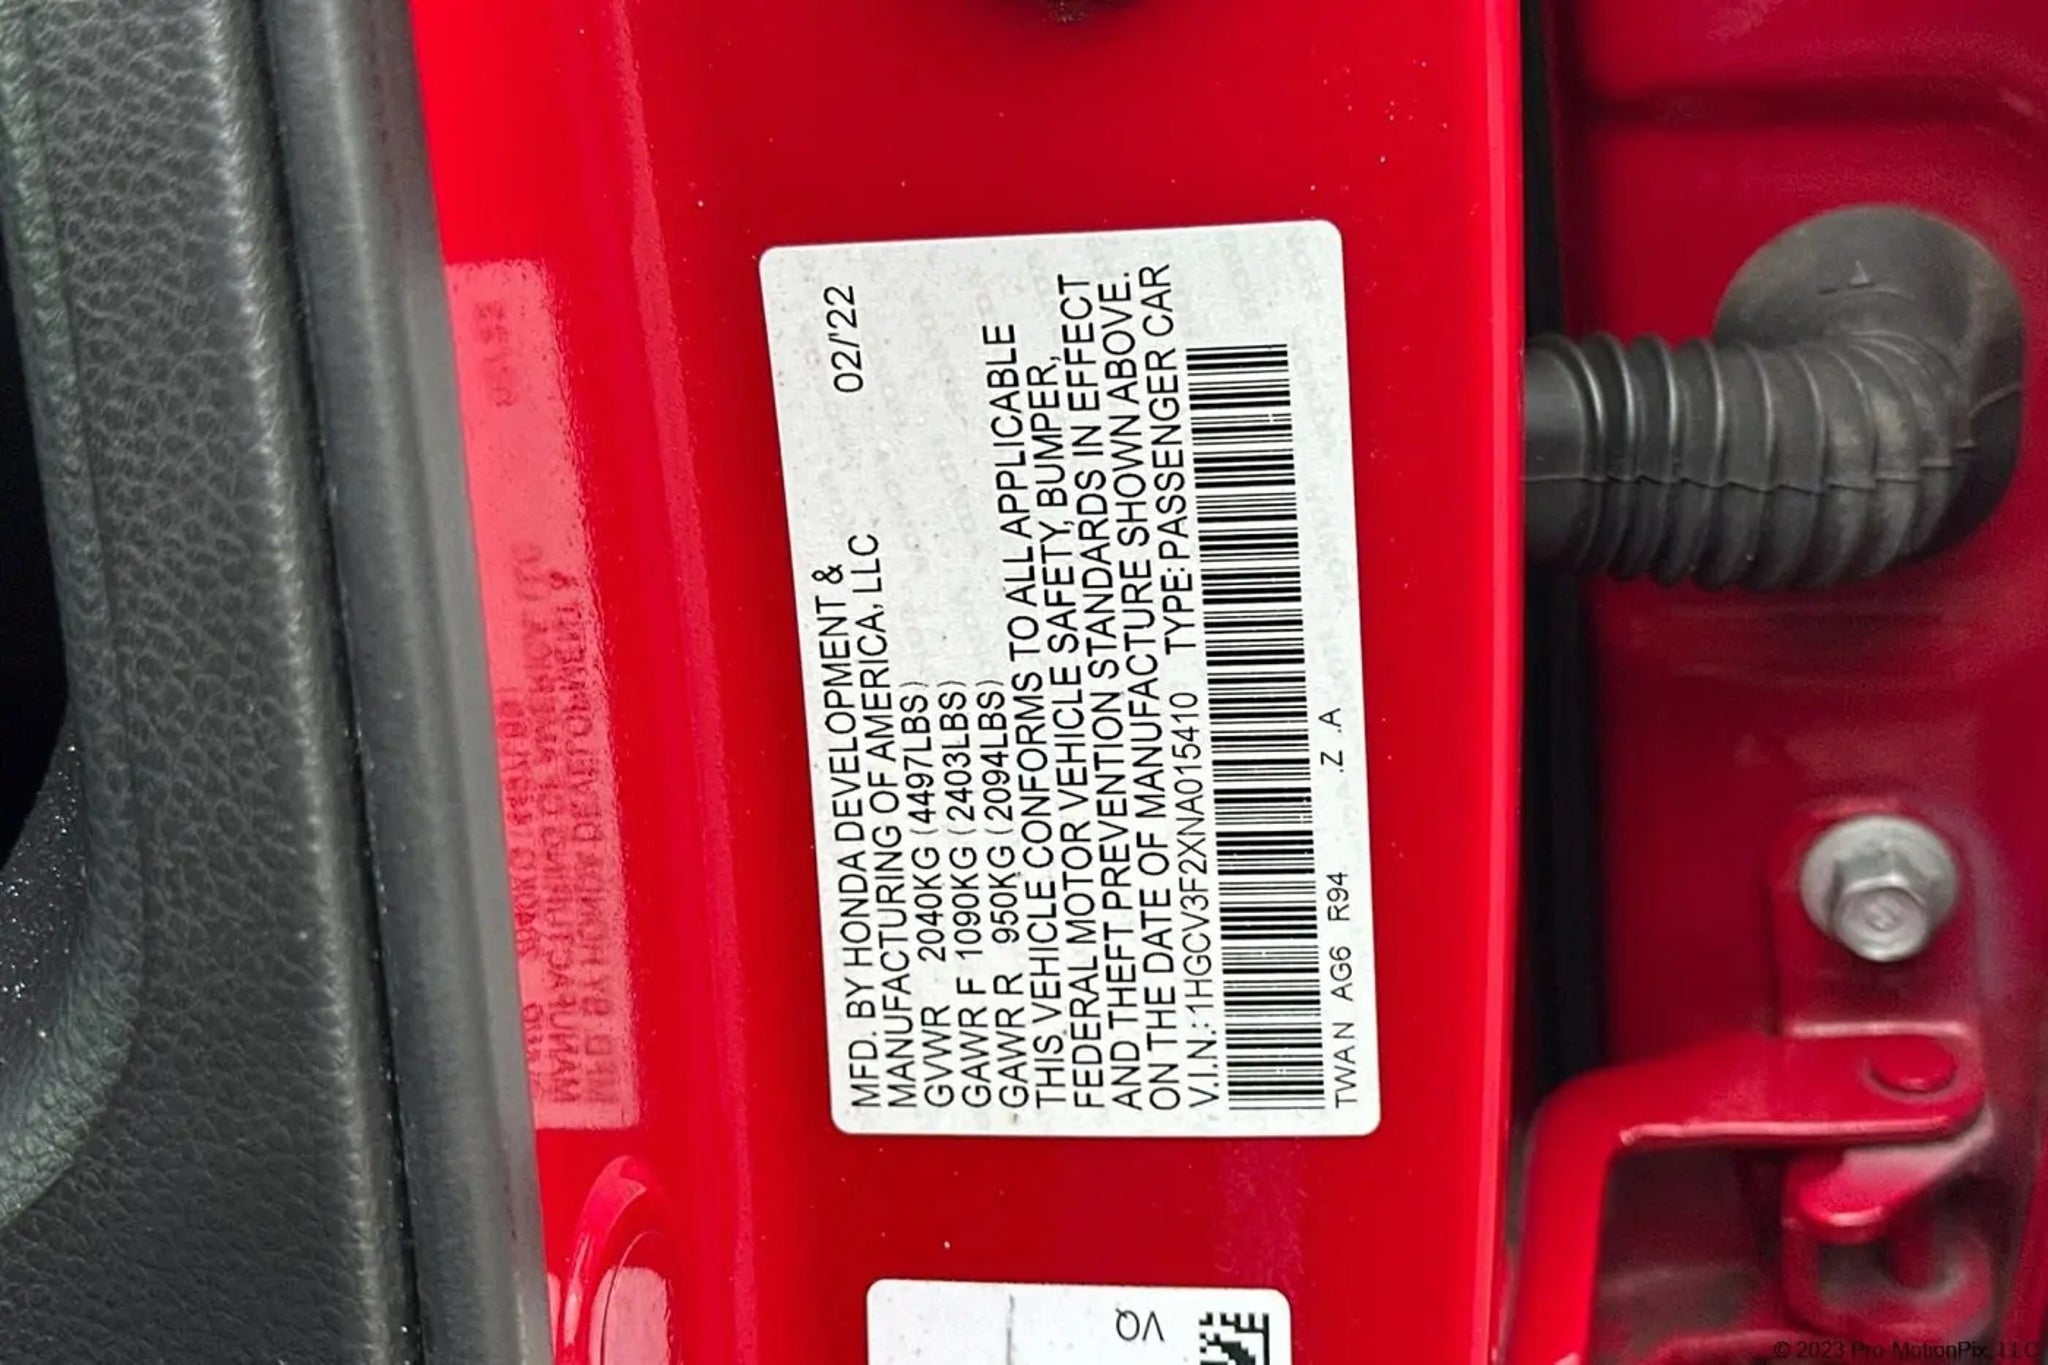 MFD. BY HONDA DEVELOPMENT & 02/'22
MANUFACTURING OF AMERICA, LLC
GVWR 2040KG (4497LBS)
GAWR F 1090KG (2403LBS)
GAWR R 950KG (2094LBS)
THIS VEHICLE CONFORMS TO ALL APPLICABLE
FEDERAL MOTOR VEHICLE SAFETY, BUMPER,
AND THEFT PREVENTION STANDARDS IN EFFECT
ON THE DATE OF MANUFACTURE SHOWN ABOVE.
V.I.N.: 1HGCV3F2XNA015410 TYPE: PASSENGER CAR
TWAN AG6 R94 .Z .A
VQ
© 2023 Pro-MotionPix, LLC